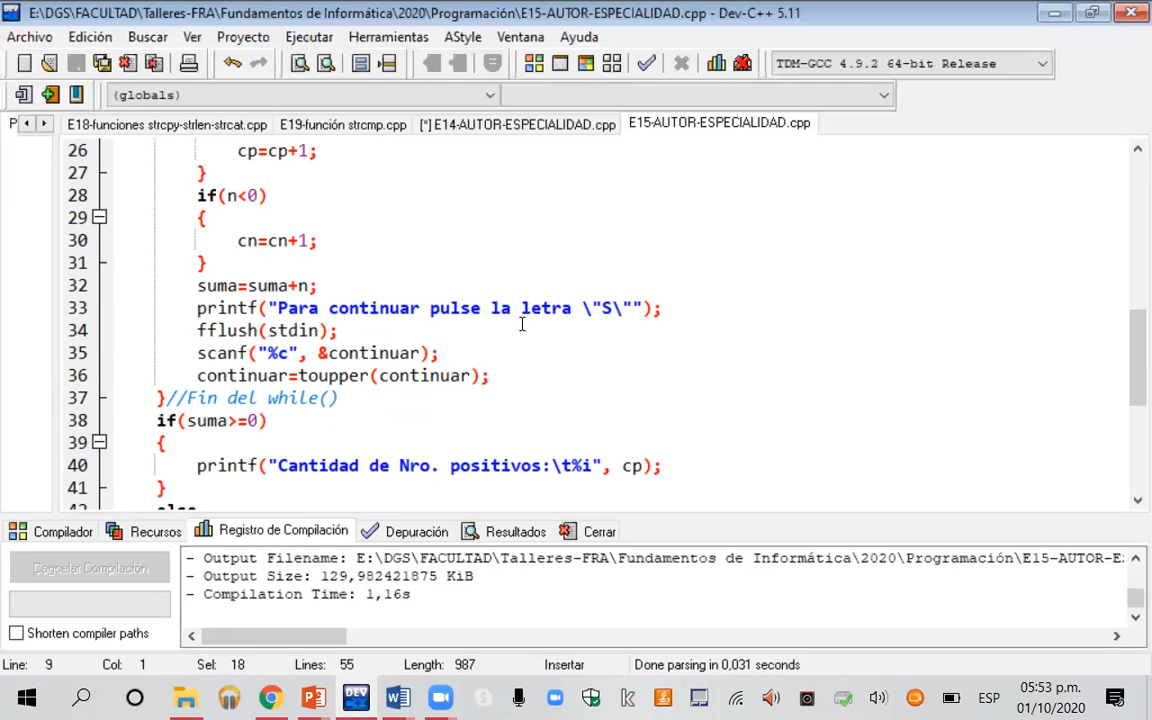 E:\DGS\FACULTAD\Talleres-FRA\Fundamentos de Informática\2020\Programación\E15-AUTOR-ESPECIALIDAD.cpp - Dev-C++ 5.11
Archivo Edición Buscar Ver Proyecto Ejecutar Herramientas AStyle Ventana Ayuda
TDM-GCC 4.9.2 64-bit Release
(globals)
P E18-funciones strcpy-strlen-strcat.cpp E19-función strcmp.cpp [*] E14-AUTOR-ESPECIALIDAD.cpp E15-AUTOR-ESPECIALIDAD.cpp
26 cp=cp+1;
27 }
28 if(n<0)
29 {
30 cn=cn+1;
31 }
32 suma=suma+n;
33 printf("Para continuar pulse la letra \"S\"");
34 fflush(stdin);
35 scanf("%c", &continuar);
36 continuar=toupper(continuar);
37 }//Fin del while()
38 if(suma>=0)
39 {
40 printf("Cantidad de Nro. positivos:\t%i", cp);
41 }
42 else
Compilador Recursos Registro de Compilación Depuración Resultados Cerrar
- Output Filename: E:\DGS\FACULTAD\Talleres-FRA\Fundamentos de Informática\2020\Programación\E15-AUTOR-E
Cancelar Compilación
- Output Size: 129,982421875 KiB
- Compilation Time: 1,16s
Shorten compiler paths
Line: 9 Col: 1 Sel: 18 Lines: 55 Length: 987 Insertar Done parsing in 0,031 seconds
DEV
ESP
05:53 p.m.
01/10/2020